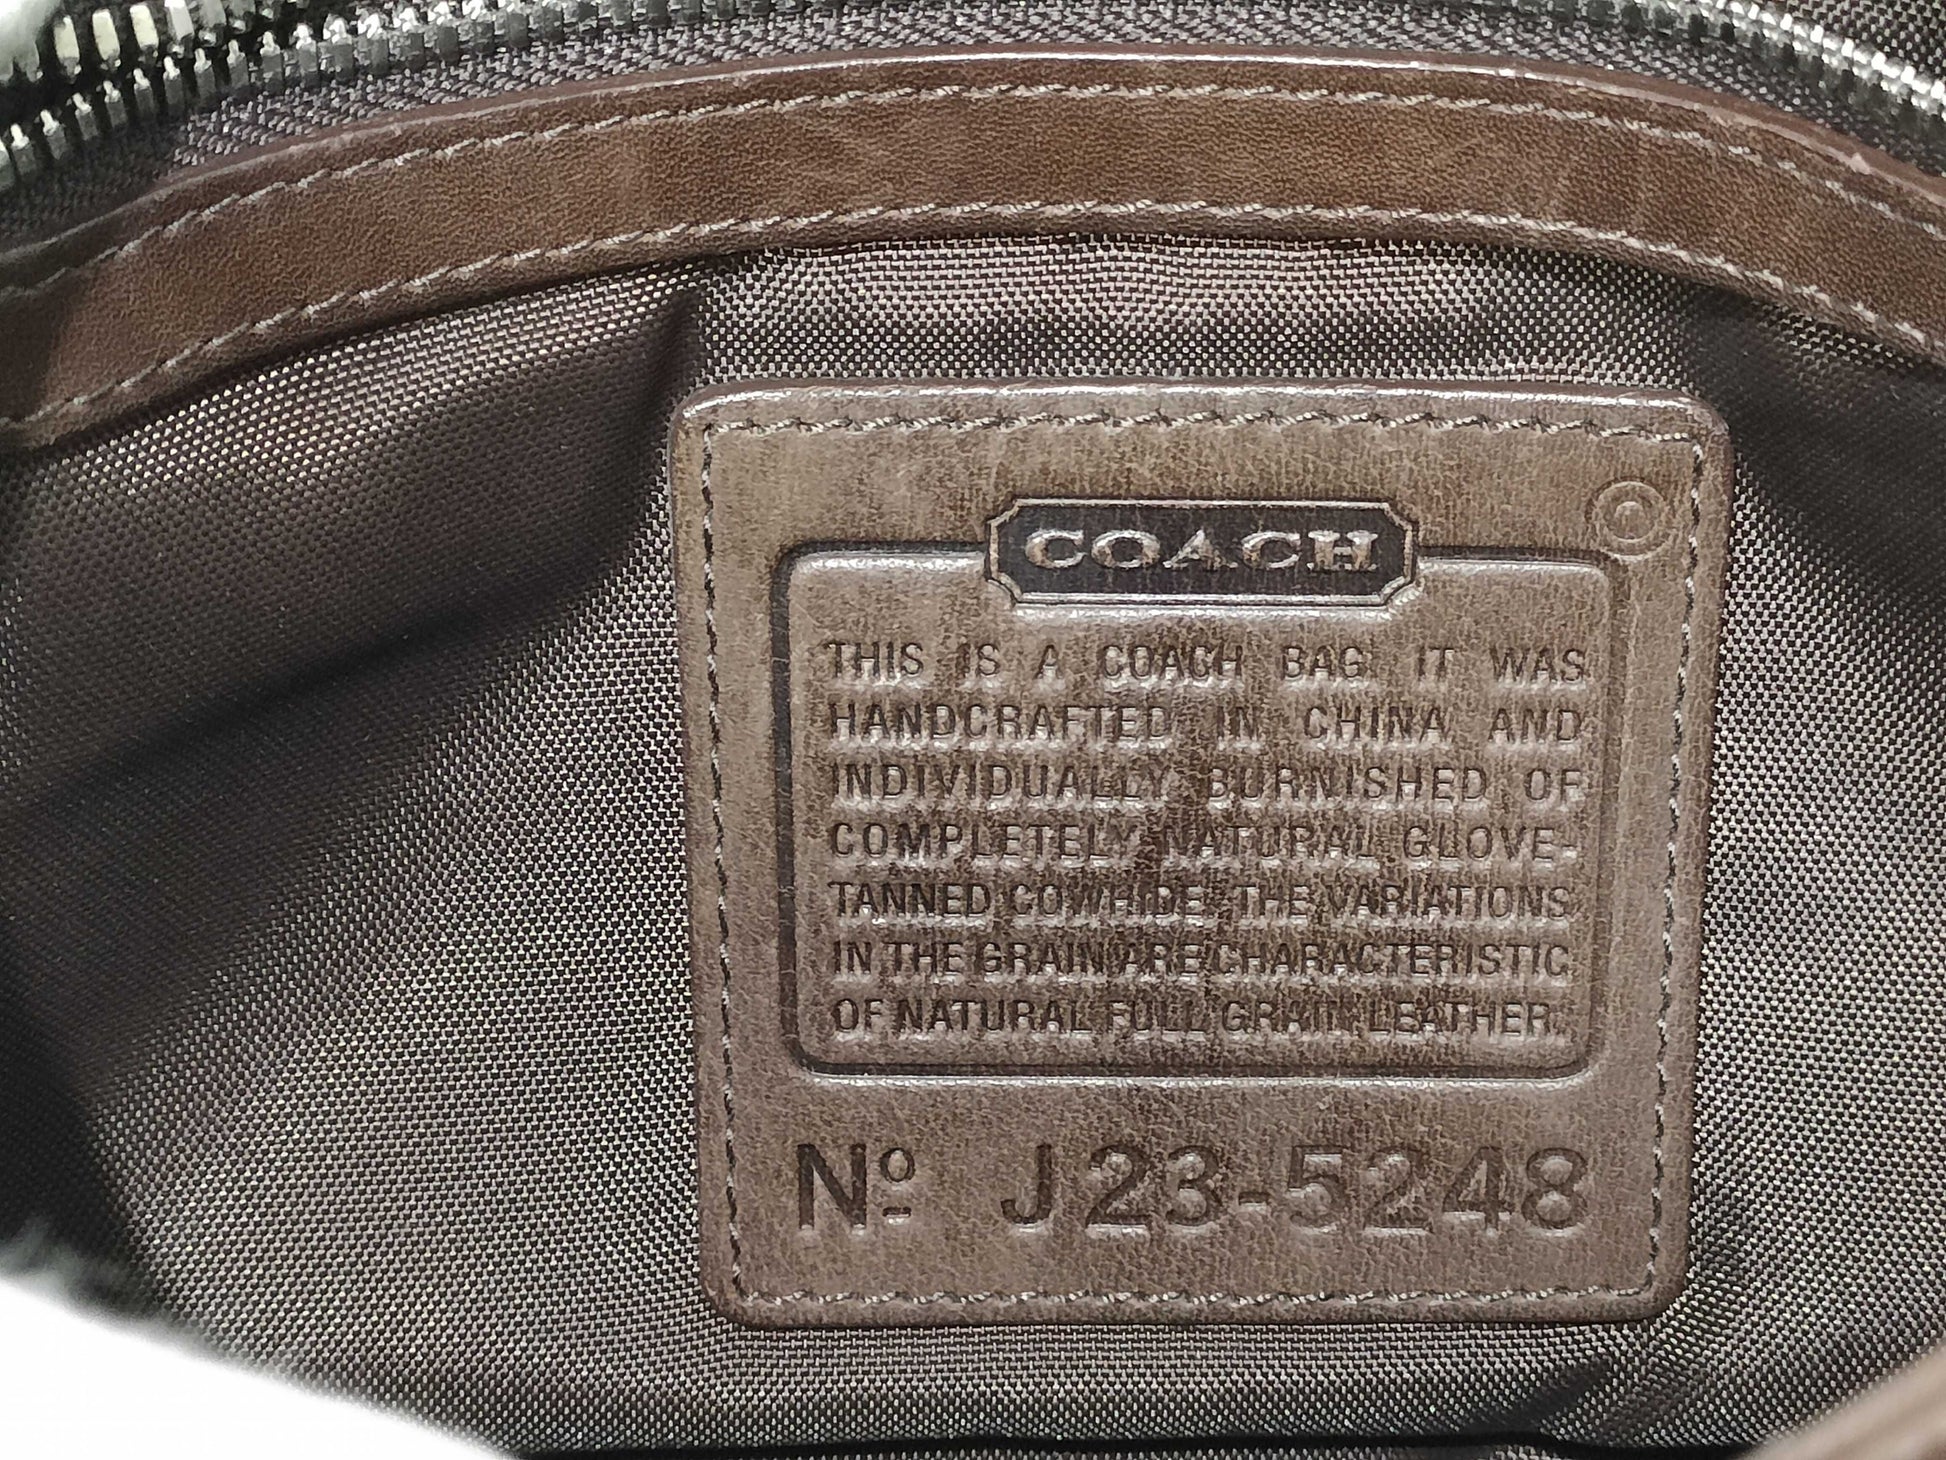 COACH
THIS IS A COACH BAG. IT WAS
HANDCRAFTED IN CHINA AND
INDIVIDUALLY BURNISHED OF
COMPLETELY NATURAL GLOVE-
TANNED COWHIDE. THE VARIATIONS
IN THE GRAIN ARE CHARACTERISTIC
OF NATURAL FULL GRAIN LEATHER.
Nº J23-5248